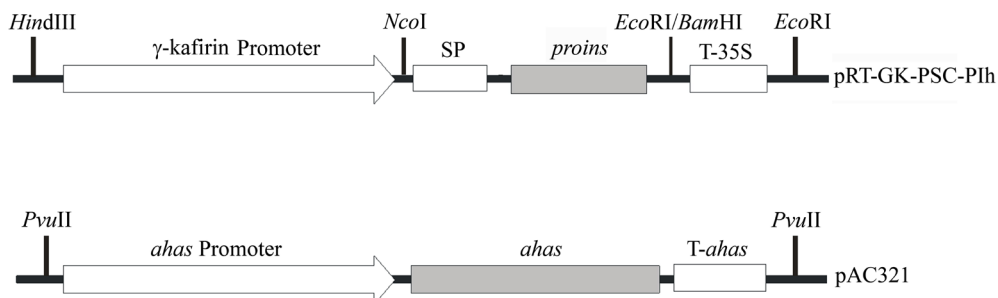 HindIII
γ-kafirin Promoter
NcoI
SP
proins
EcoRI/BamHI
T-35S
EcoRI
pRT-GK-PSC-PIh
PvuII
ahas Promoter
ahas
T-ahas
PvuII
pAC321